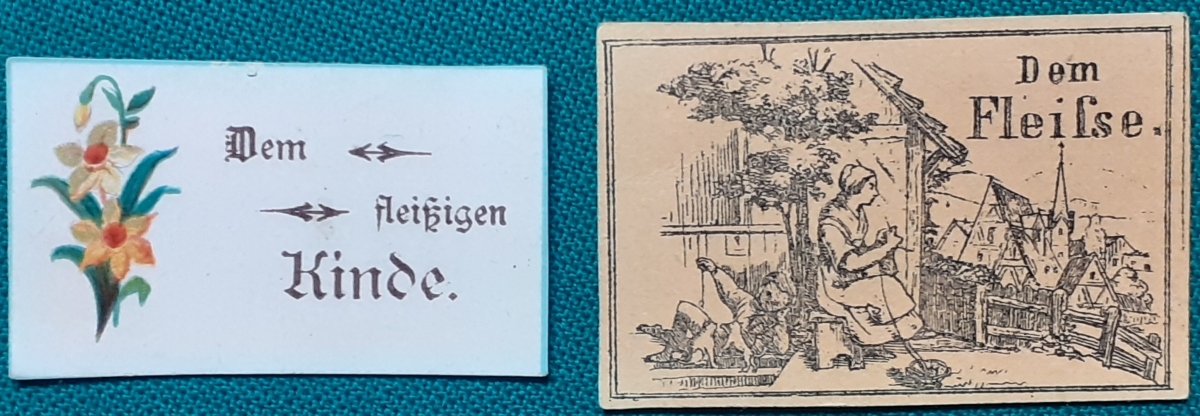 Dem
fleißigen
Kinde.
Dem
Fleiſse.